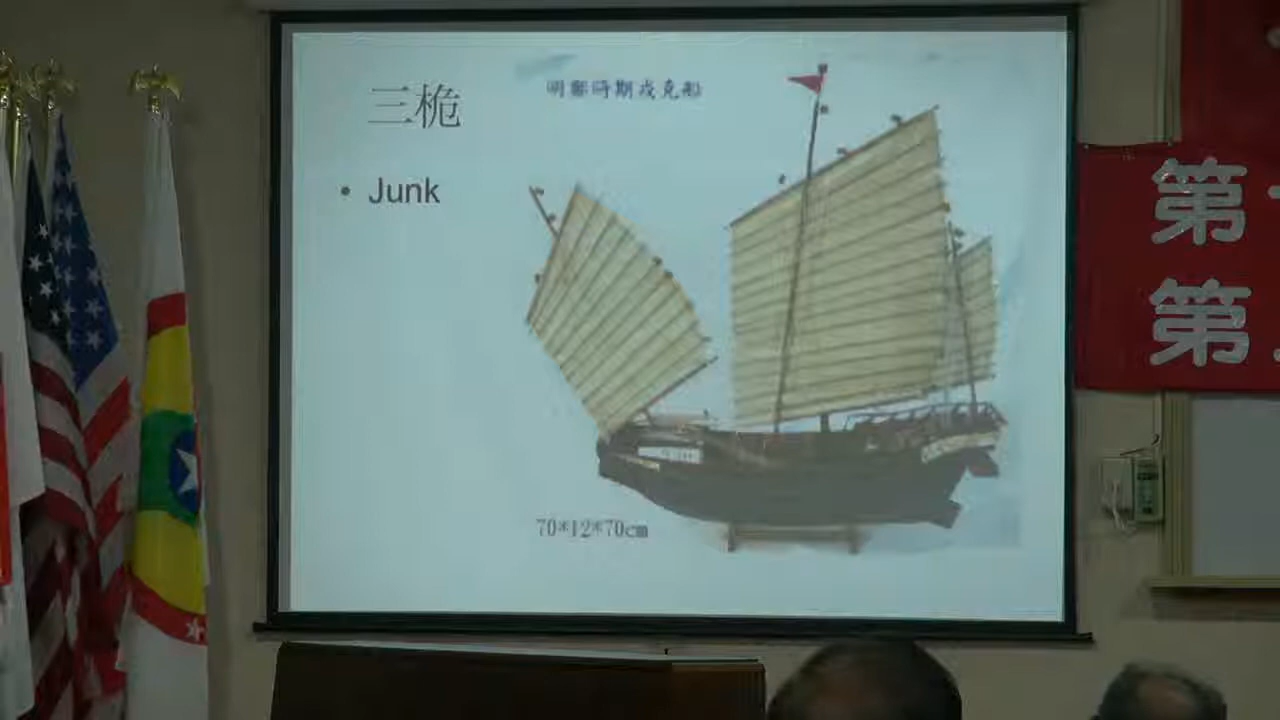 三桅
明鄭時期戎克船
• Junk
70*12*70cm
第
第